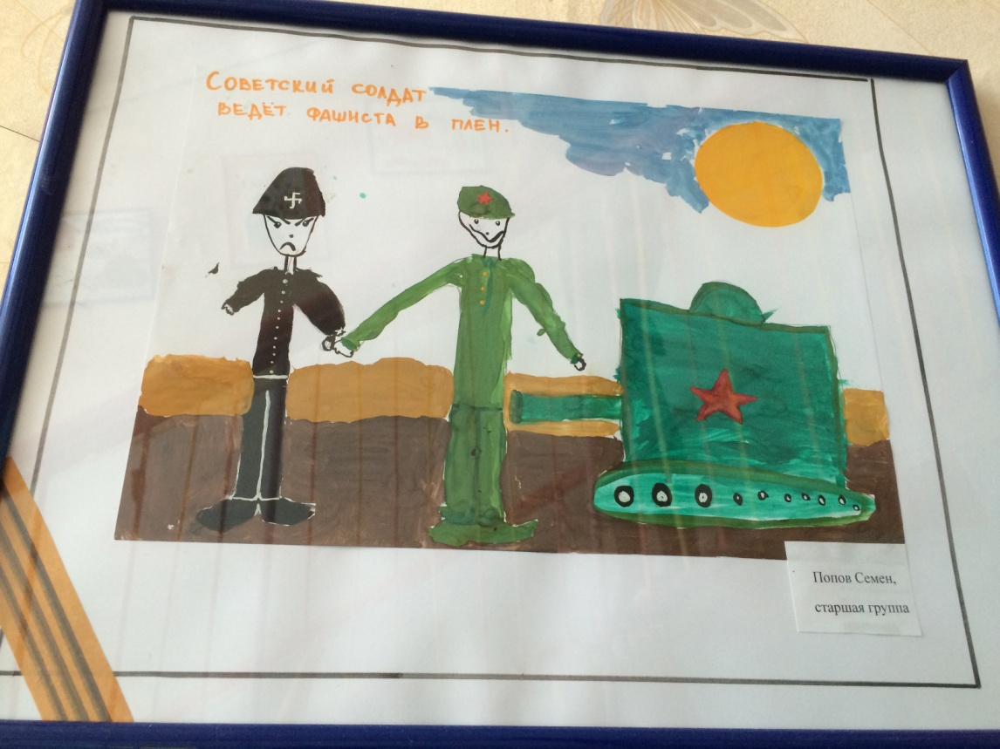 Советский солдат
ведёт фашиста в плен.
Попов Семен,
старшая группа